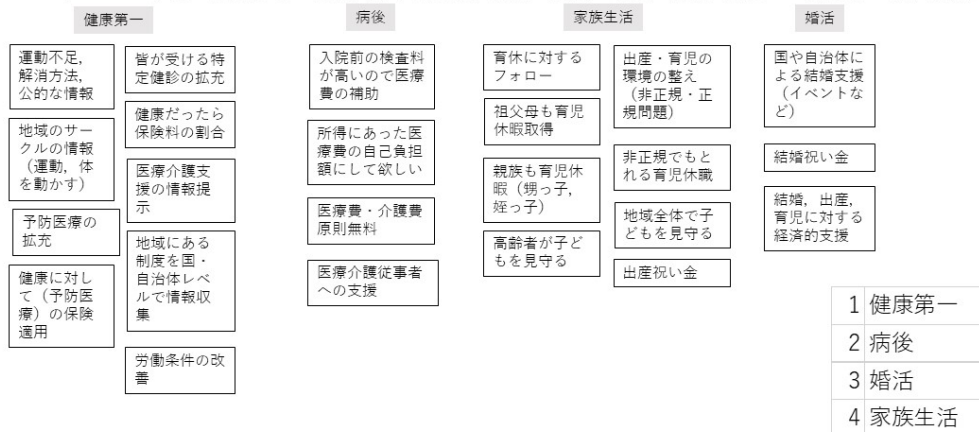 健康第一
運動不足,
解消方法,
公的な情報
地域のサー
クルの情報
（運動，体
を動かす）
予防医療の
拡充
健康に対し
て（予防医
療）の保険
適用
皆が受ける特
定健診の拡充
健康だったら
保険料の割合
医療介護支
援の情報提
示
地域にある
制度を国・
自治体レベ
ルで情報収
集
労働条件の改
善
病後
入院前の検査料
が高いので医療
費の補助
所得にあった医
療費の自己負担
額にして欲しい
医療費・介護費
原則無料
医療介護従事者
への支援
家族生活
育休に対する
フォロー
祖父母も育児
休暇取得
親族も育児休
暇（甥っ子，
姪っ子）
高齢者が子ど
もを見守る
出産・育児の
環境の整え
（非正規・正
規問題）
非正規でもと
れる育児休職
地域全体で子
どもを見守る
出産祝い金
婚活
国や自治体に
よる結婚支援
（イベントな
ど）
結婚祝い金
結婚，出産，
育児に対する
経済的支援
1 健康第一
2 病後
3 婚活
4 家族生活